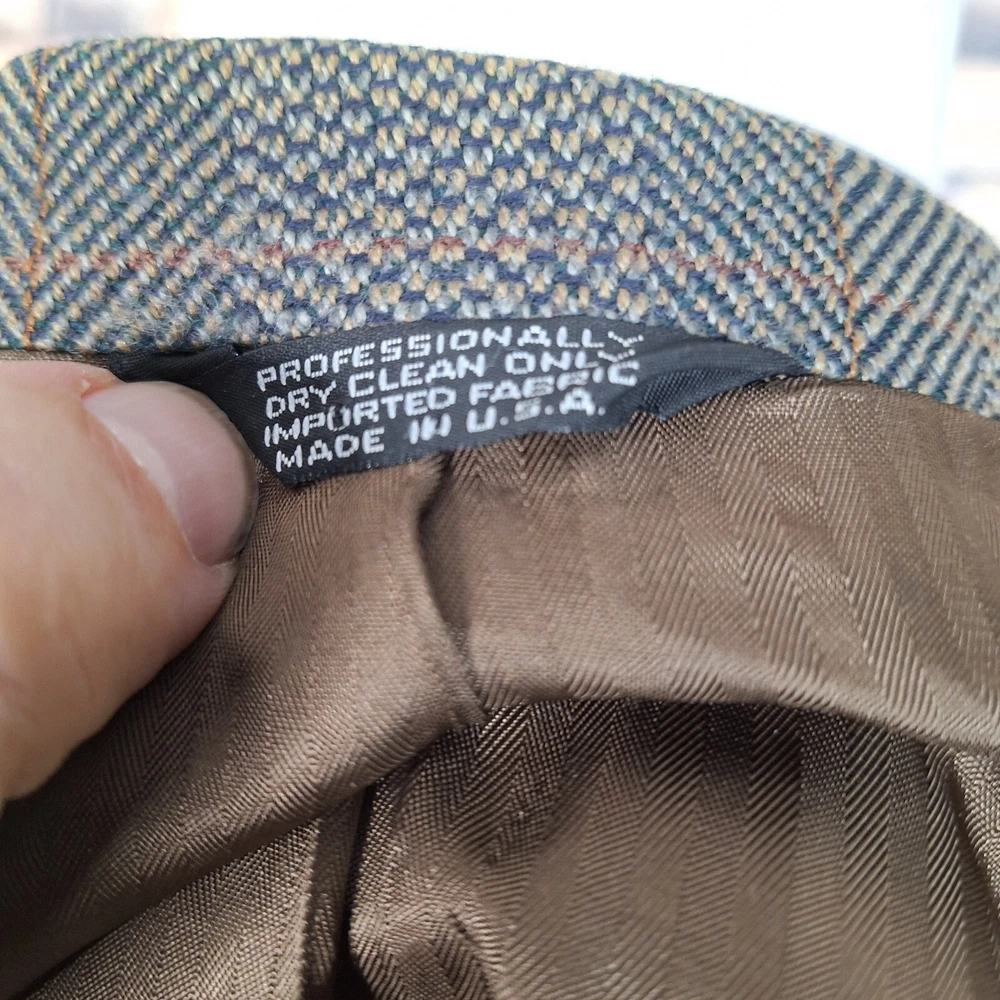 PROFESSIONALLY
DRY CLEAN ONLY
IMPORTED FABRIC
MADE IN U.S.A.